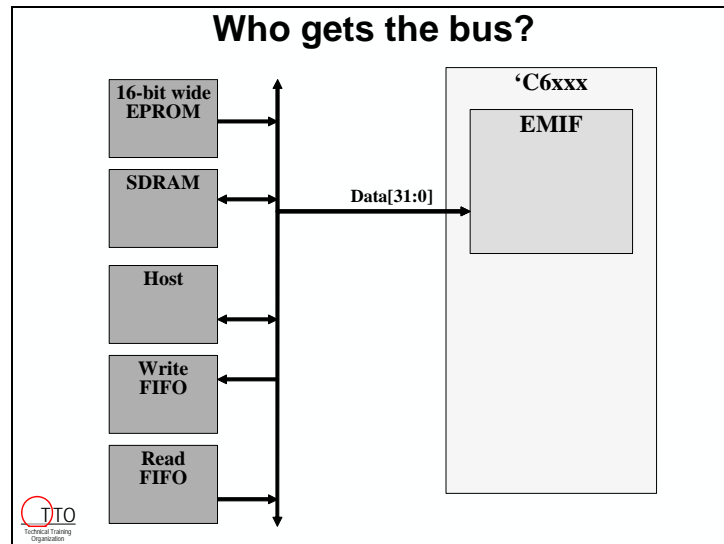 Who gets the bus?
16-bit wide
EPROM
SDRAM
Host
Write
FIFO
Read
FIFO
Data[31:0]
‘C6xxx
EMIF
TTO
Technical Training
Organization